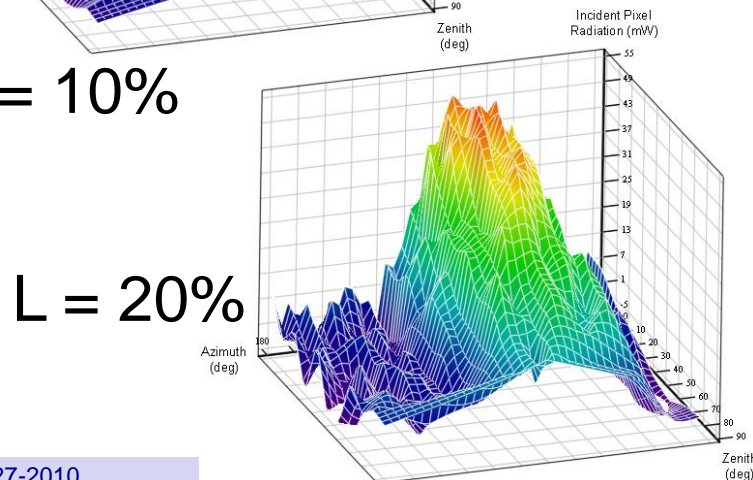 90
Zenith
(deg)
= 10%
Incident Pixel
Radiation (mW)
55
49
43
37
31
25
19
13
7
1
-5
0
10
20
30
40
50
60
70
80
90
Zenith
(deg)
L = 20%
Azimuth
(deg)
180
27-2010